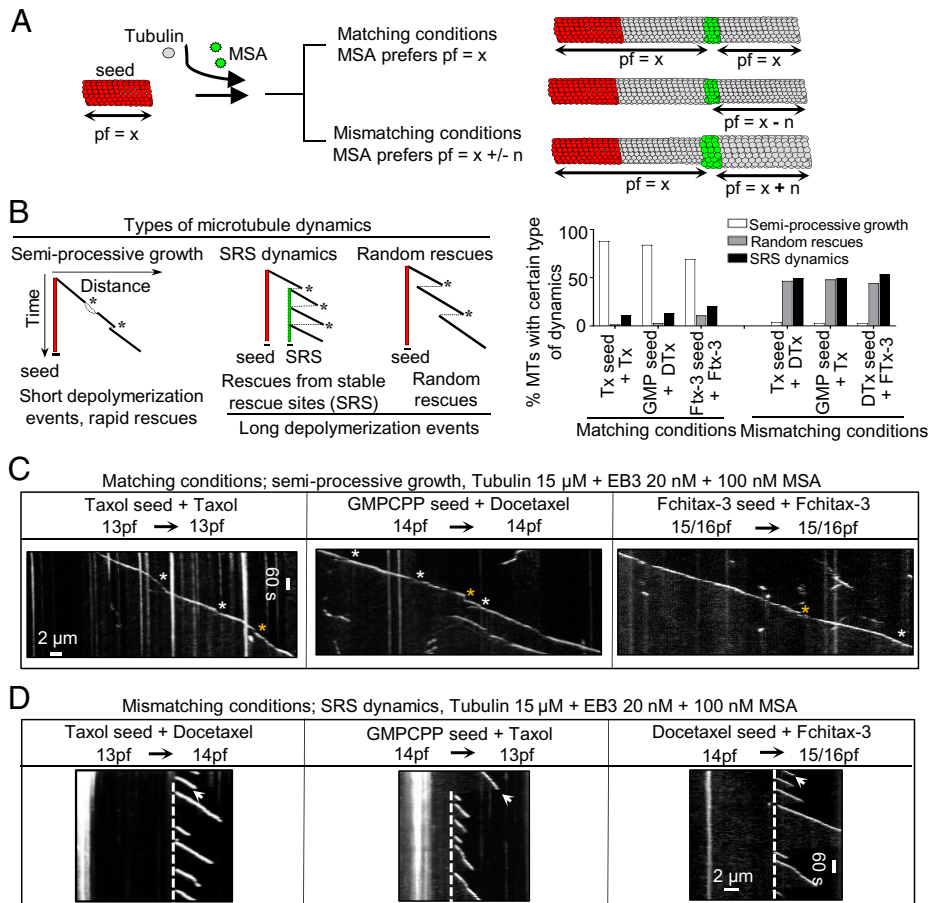 A
Tubulin
MSA
seed
pf = x
Matching conditions
MSA prefers pf = x
Mismatching conditions
MSA prefers pf = x +/- n
pf = x
pf = x
pf = x - n
pf = x
pf = x + n
B
Types of microtubule dynamics
Semi-processive growth
SRS dynamics
Random rescues
Distance
Time
*
*
seed
Short depolymerization
events, rapid rescues
*
*
*
seed
SRS
Rescues from stable
rescue sites (SRS)
*
seed
Random
rescues
Long depolymerization events
% MTs with certain type
of dynamics
100
50
0
Semi-processive growth
Random rescues
SRS dynamics
Tx seed
+ Tx
GMP seed
+ DTx
Ftx-3 seed
+ Ftx-3
Tx seed
+ DTx
GMP seed
+ Tx
DTx seed
+ FTx-3
Matching conditions
Mismatching conditions
C
Matching conditions; semi-processive growth, Tubulin 15 µM + EB3 20 nM + 100 nM MSA
Taxol seed + Taxol
13pf → 13pf
GMPCPP seed + Docetaxel
14pf → 14pf
Fchitax-3 seed + Fchitax-3
15/16pf → 15/16pf
* * *
60 s
2 µm
* * * *
* *
D
Mismatching conditions; SRS dynamics, Tubulin 15 µM + EB3 20 nM + 100 nM MSA
Taxol seed + Docetaxel
13pf → 14pf
GMPCPP seed + Taxol
14pf → 13pf
Docetaxel seed + Fchitax-3
14pf → 15/16pf
2 µm
60 s